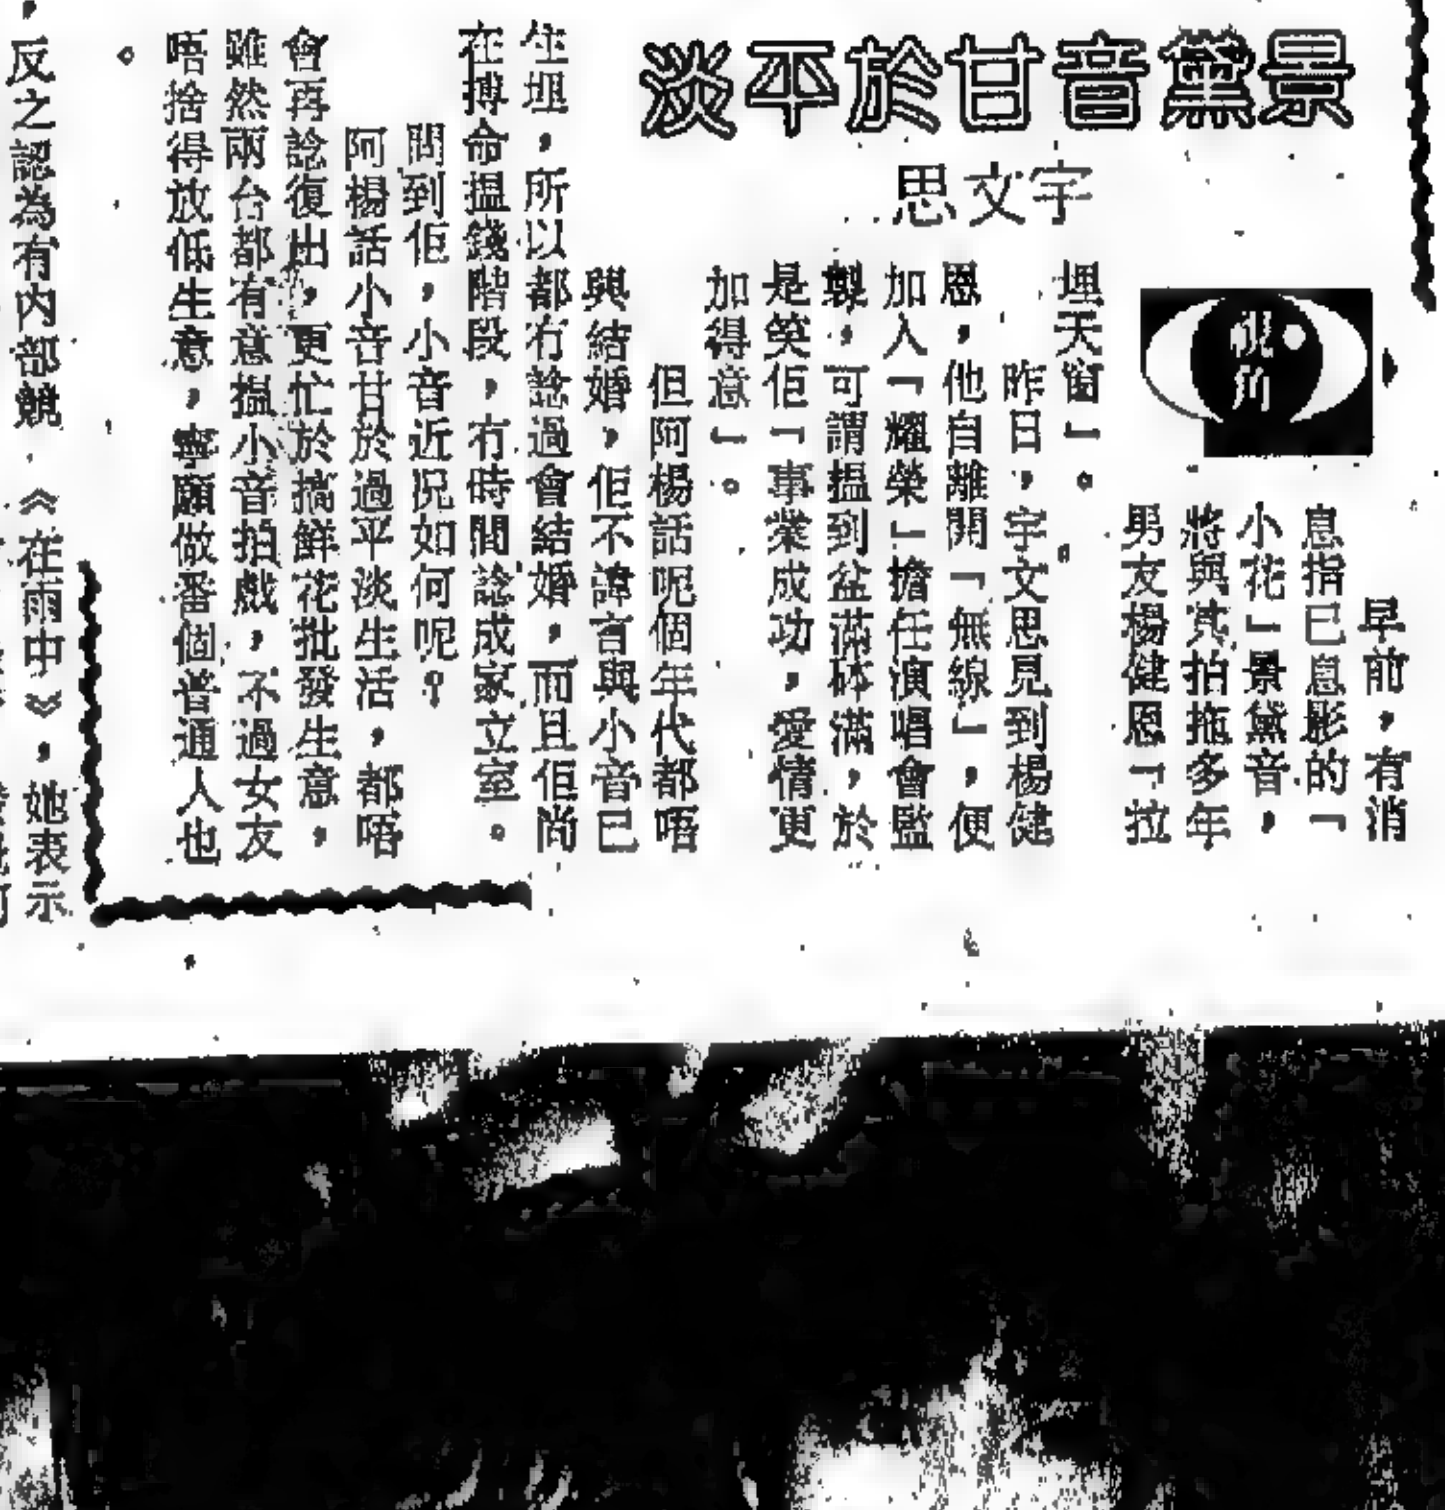 景黛音甘於平淡
宇文思
視角
早前,有消
息指已息影的「
小花」景黛音,
將與其拍拖多年
男友楊健恩「拉
埋天窗」。
昨日,宇文思見到楊健
恩,他自離開「無線」,便
加入「耀榮」擔任演唱會監
製,可謂搵到盆滿砵滿,於
是笑佢「事業成功,愛情更
加得意」。
但阿楊話呢個年代都唔
興結婚,佢不諱言與小音已
生埋,所以都冇諗過會結婚,而且佢尚
在搏命搵錢階段,冇時間諗成家立室。
問到佢,小音近況如何呢?
阿楊話小音甘於過平淡生活,都唔
會再諗復出,更忙於搞鮮花批發生意,
雖然兩台都有意搵小音拍戲,不過女友
唔捨得放低生意,寧願做番個普通人也
。
,反之認為有內部競
《在雨中》,她表示